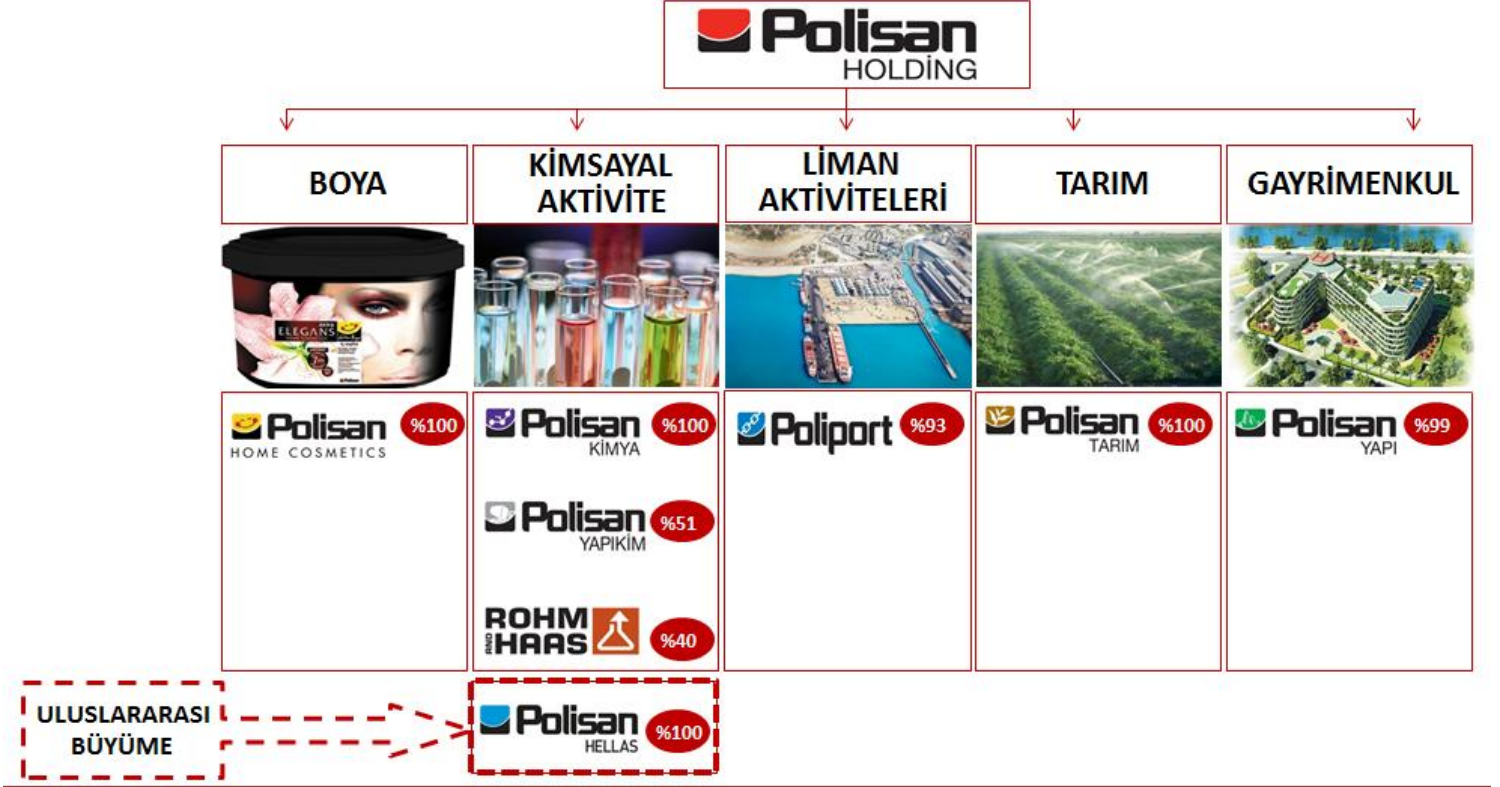 Polisan
HOLDİNG
BOYA
KİMSAYAL
AKTİVİTE
LİMAN
AKTİVİTELERİ
TARIM
GAYRİMENKUL
ELEGANS
Polisan
HOME COSMETICS
%100
Polisan
KİMYA
%100
Polisan
YAPIKİM
%51
ROHM
AND HAAS
%40
Poliport
%93
Polisan
TARIM
%100
Polisan
YAPI
%99
ULUSLARARASI
BÜYÜME
Polisan
HELLAS
%100